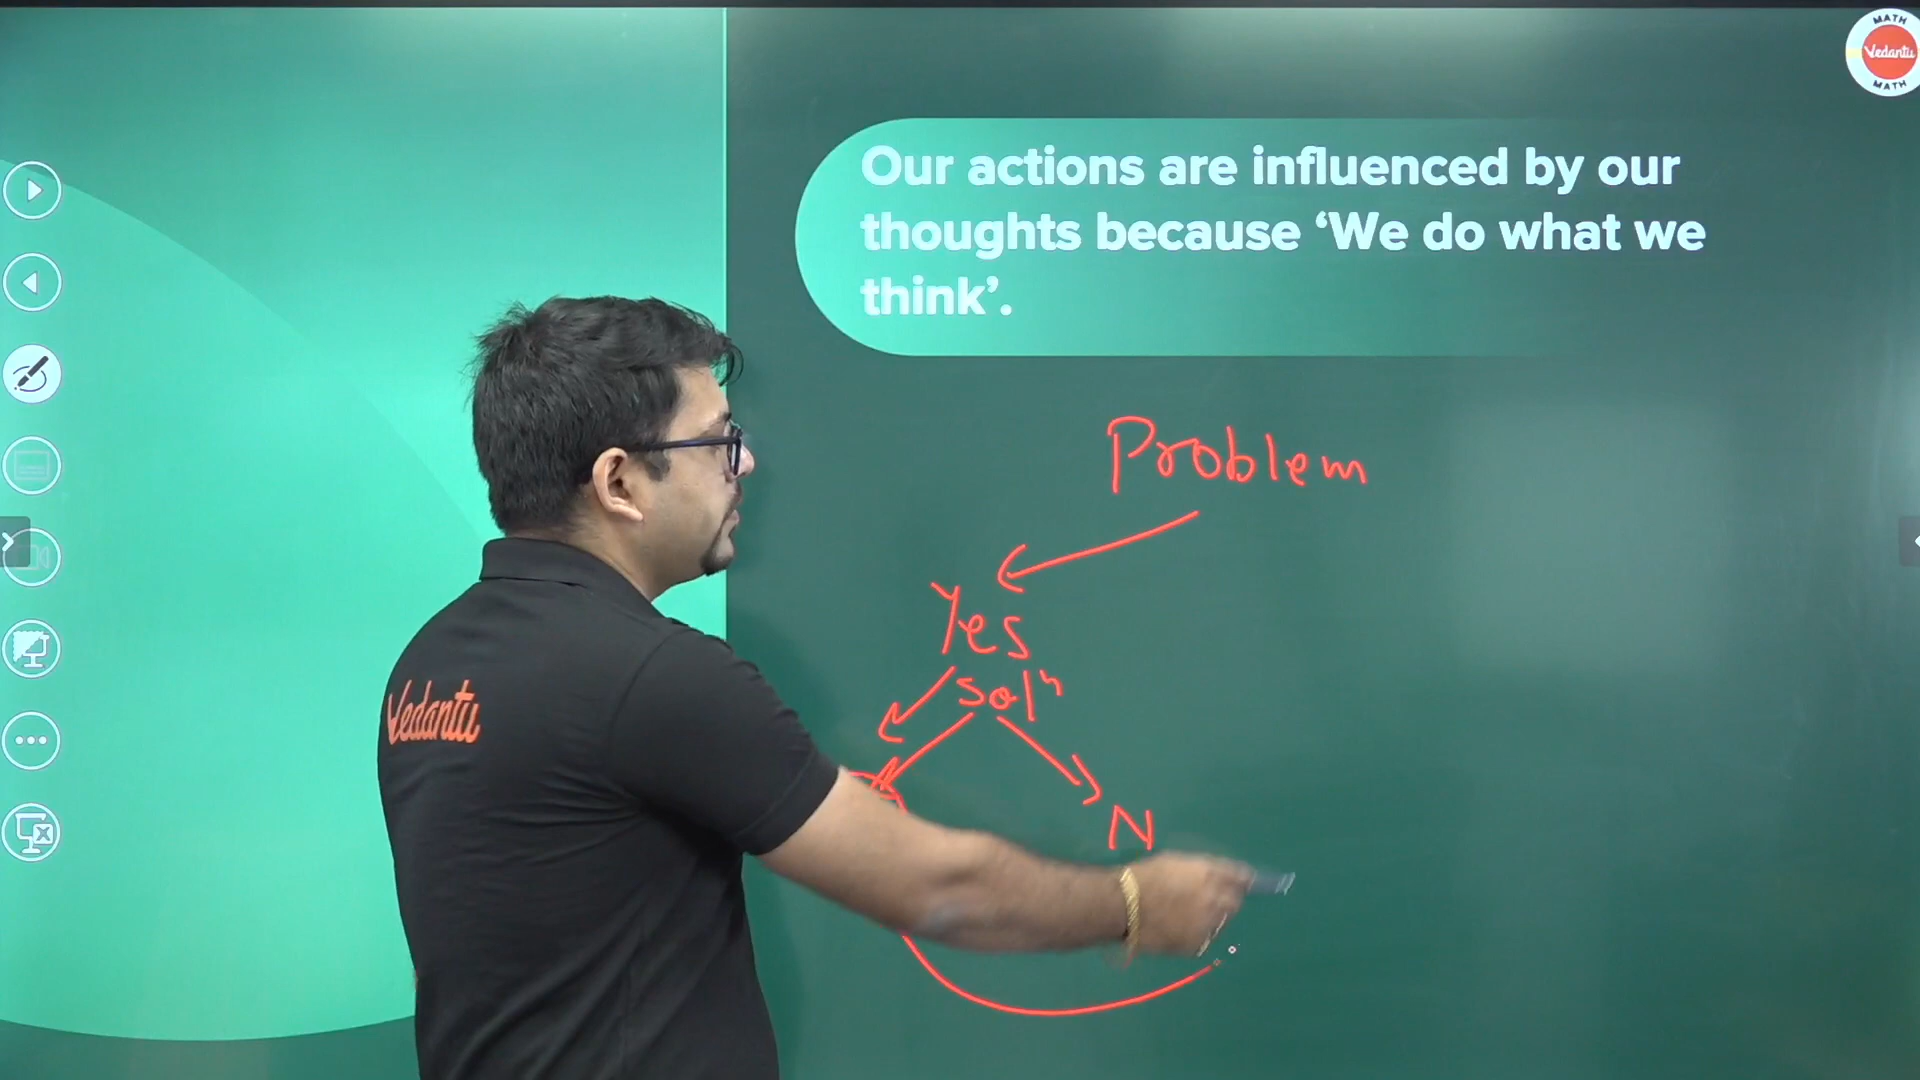 MATH
Vedantu
MATH
Our actions are influenced by our
thoughts because ‘We do what we
think’.
Problem
Yes
Solⁿ
N
Vedantu